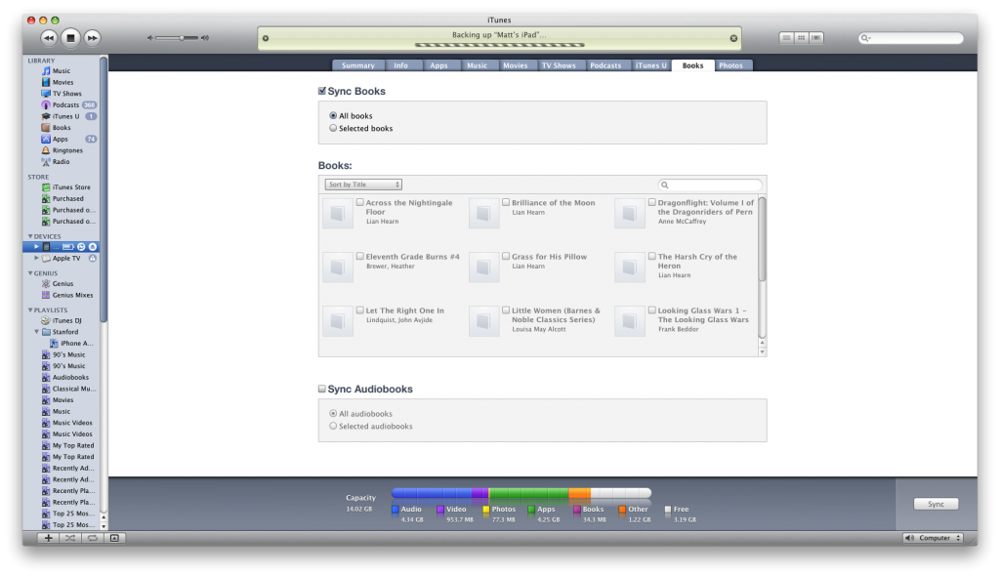 iTunes
Backing up "Matt's iPad"...
LIBRARY
Music
Movies
TV Shows
Podcasts 368
iTunes U 1
Books
Apps 74
Ringtones
Radio
STORE
iTunes Store
Purchased
Purchased o...
Purchased o...
DEVICES
Apple TV
GENIUS
Genius
Genius Mixes
PLAYLISTS
iTunes DJ
Stanford
iPhone A...
90's Music
90's Music
Audiobooks
Classical Mu...
Movies
Music
Music Videos
Music Videos
My Top Rated
My Top Rated
Recently Ad...
Recently Ad...
Recently Pla...
Recently Pla...
Top 25 Mos...
Top 25 Mos...
Summary Info Apps Music Movies TV Shows Podcasts iTunes U Books Photos
Sync Books
All books
Selected books
Books:
Sort by Title
Across the Nightingale
Floor
Lian Hearn
Brilliance of the Moon
Lian Hearn
Dragonflight: Volume I of
the Dragonriders of Pern
Anne McCaffrey
Eleventh Grade Burns #4
Brewer, Heather
Grass for His Pillow
Lian Hearn
The Harsh Cry of the
Heron
Lian Hearn
Let The Right One In
Lindquist, John Avjide
Little Women (Barnes &
Noble Classics Series)
Louisa May Alcott
Looking Glass Wars 1 -
The Looking Glass Wars
Frank Beddor
Sync Audiobooks
All audiobooks
Selected audiobooks
Capacity
14.02 GB
Audio
4.34 GB
Video
953.7 MB
Photos
77.3 MB
Apps
4.25 GB
Books
34.3 MB
Other
1.22 GB
Free
3.19 GB
Sync
Computer